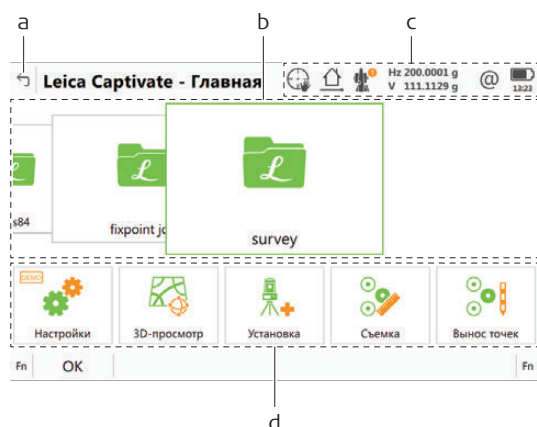 a
b
c
Leica Captivate - Главная
Hz 200.0001 g
V 111.1129 g
@
13:23
s84
fixpoint jo
survey
DEMO
Настройки
3D-просмотр
Установка
Съемка
Вынос точек
Fn
OK
Fn
d